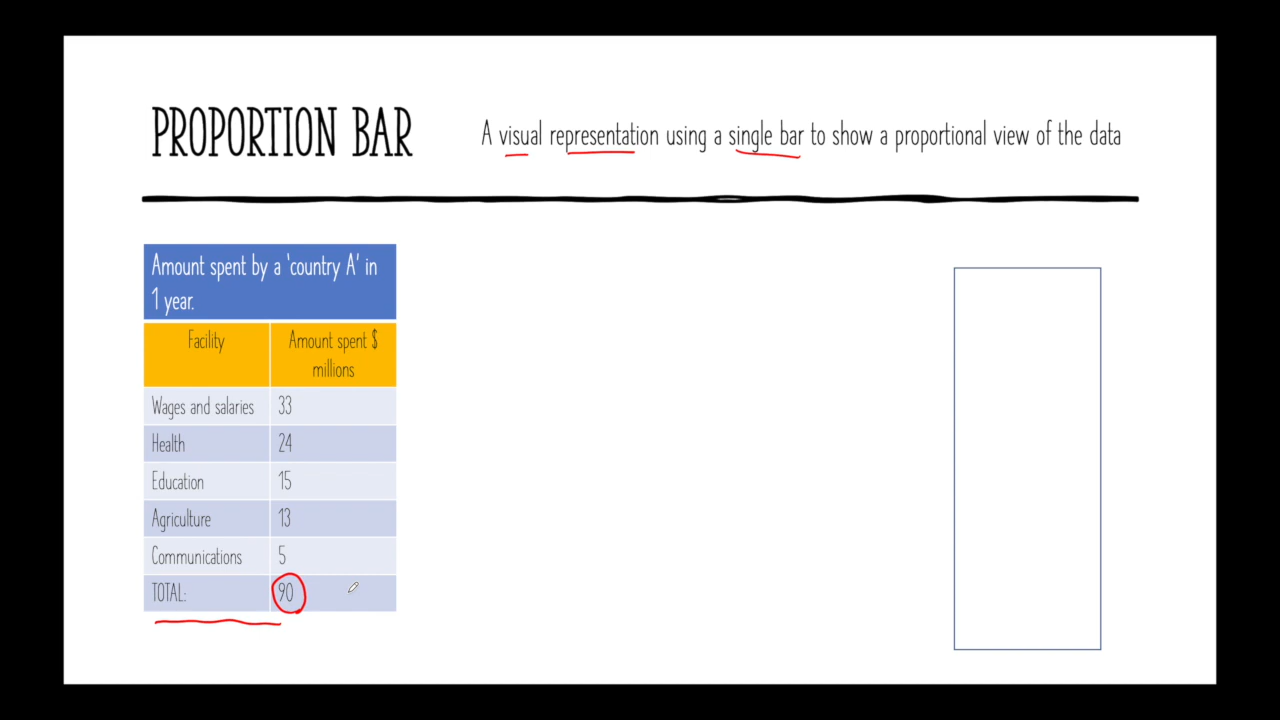 PROPORTION BAR
A visual representation using a single bar to show a proportional view of the data
Amount spent by a 'country A' in
1 year.
Facility
Amount spent $
millions
Wages and salaries 33
Health 24
Education 15
Agriculture 13
Communications 5
TOTAL: 90